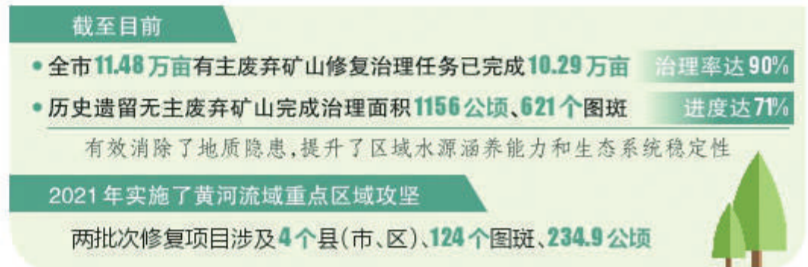 截至目前
•全市11.48万亩有主废弃矿山修复治理任务已完成10.29万亩 治理率达90%
•历史遗留无主废弃矿山完成治理面积1156公顷、621个图斑 进度达71%
有效消除了地质隐患,提升了区域水源涵养能力和生态系统稳定性
2021年实施了黄河流域重点区域攻坚
两批次修复项目涉及4个县(市、区)、124个图斑、234.9公顷